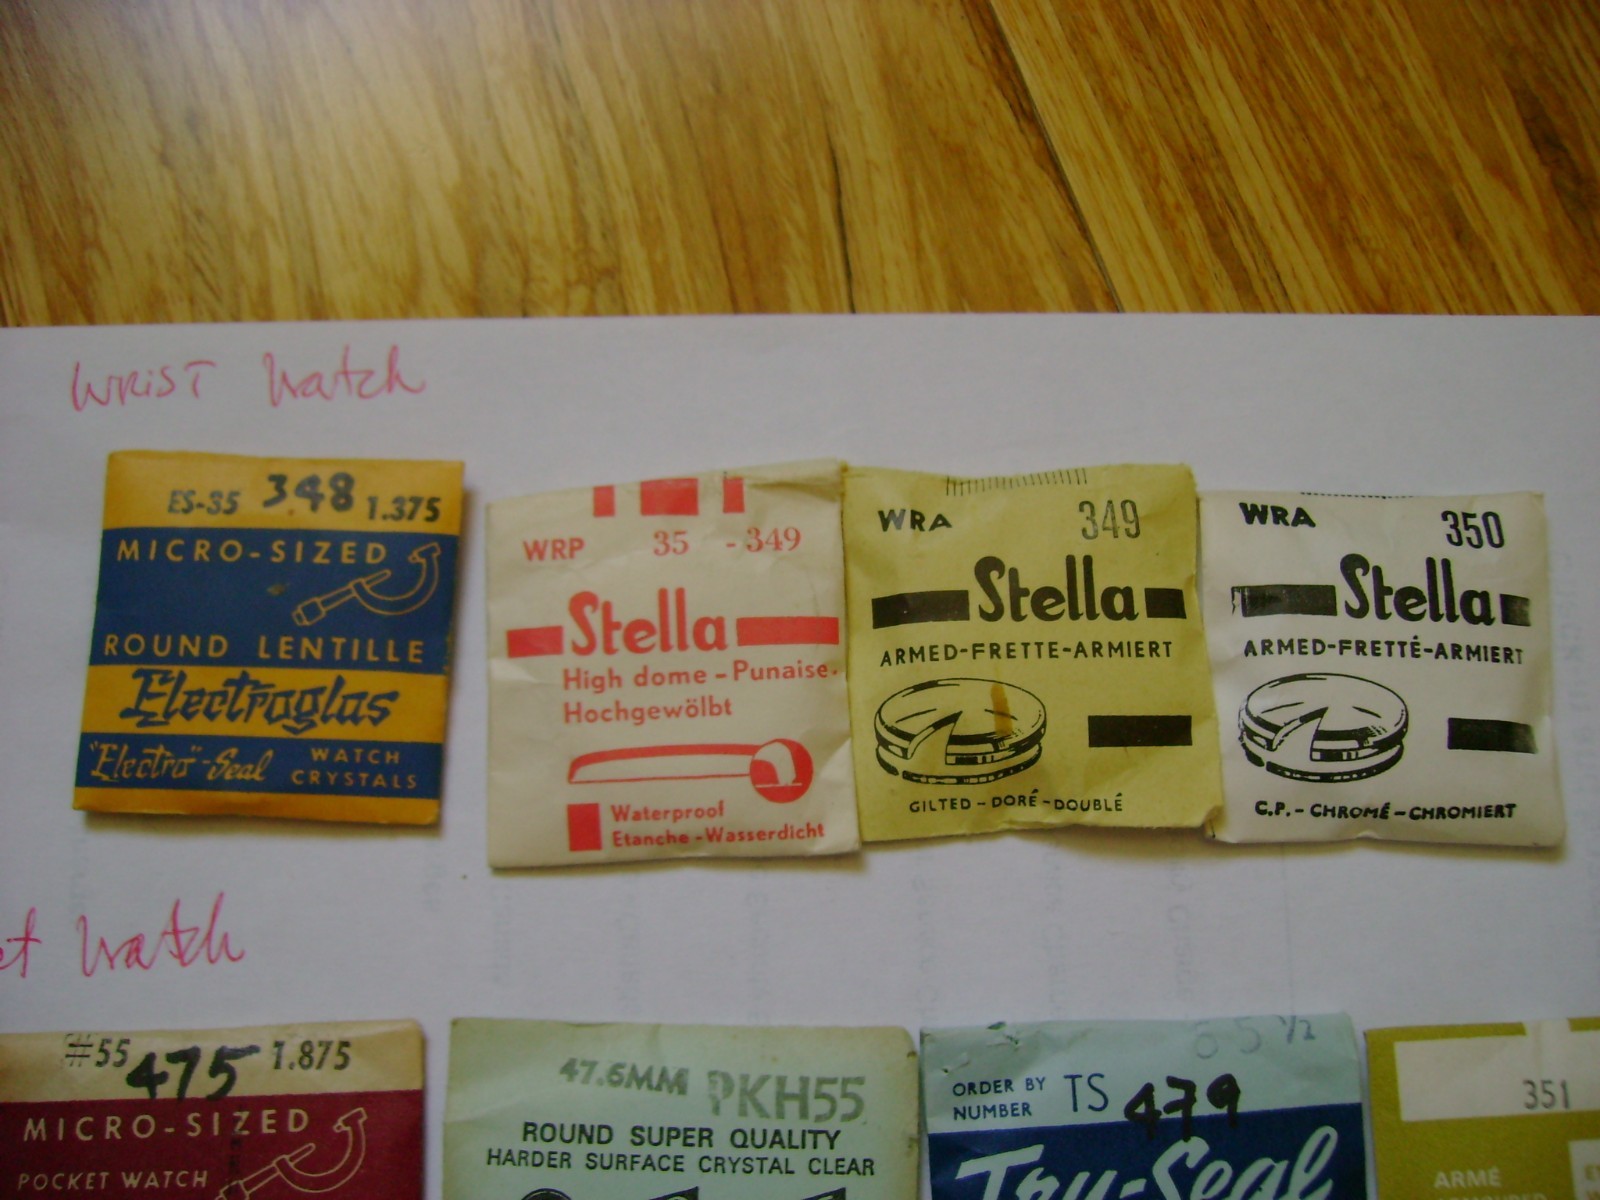 WRIST Watch
ES-35 348 1.375
MICRO-SIZED
ROUND LENTILLE
Electroglas
"Electro"-Seal WATCH CRYSTALS
WRP 35 - 349
Stella
High dome - Punaise.
Hochgewölbt
Waterproof
Etanche - Wasserdicht
WRA 349
Stella
ARMED-FRETTE-ARMIERT
GILTED - DORÉ - DOUBLÉ
WRA 350
Stella
ARMED-FRETTÉ-ARMIERT
C.P. - CHROMÉ - CHROMIERT
Watch
#55 475 1.875
MICRO-SIZED
POCKET WATCH
47.6MM PKH55
ROUND SUPER QUALITY
HARDER SURFACE CRYSTAL CLEAR
65 1/2
ORDER BY NUMBER TS 479
Tru-Seal
351
ARMÉ